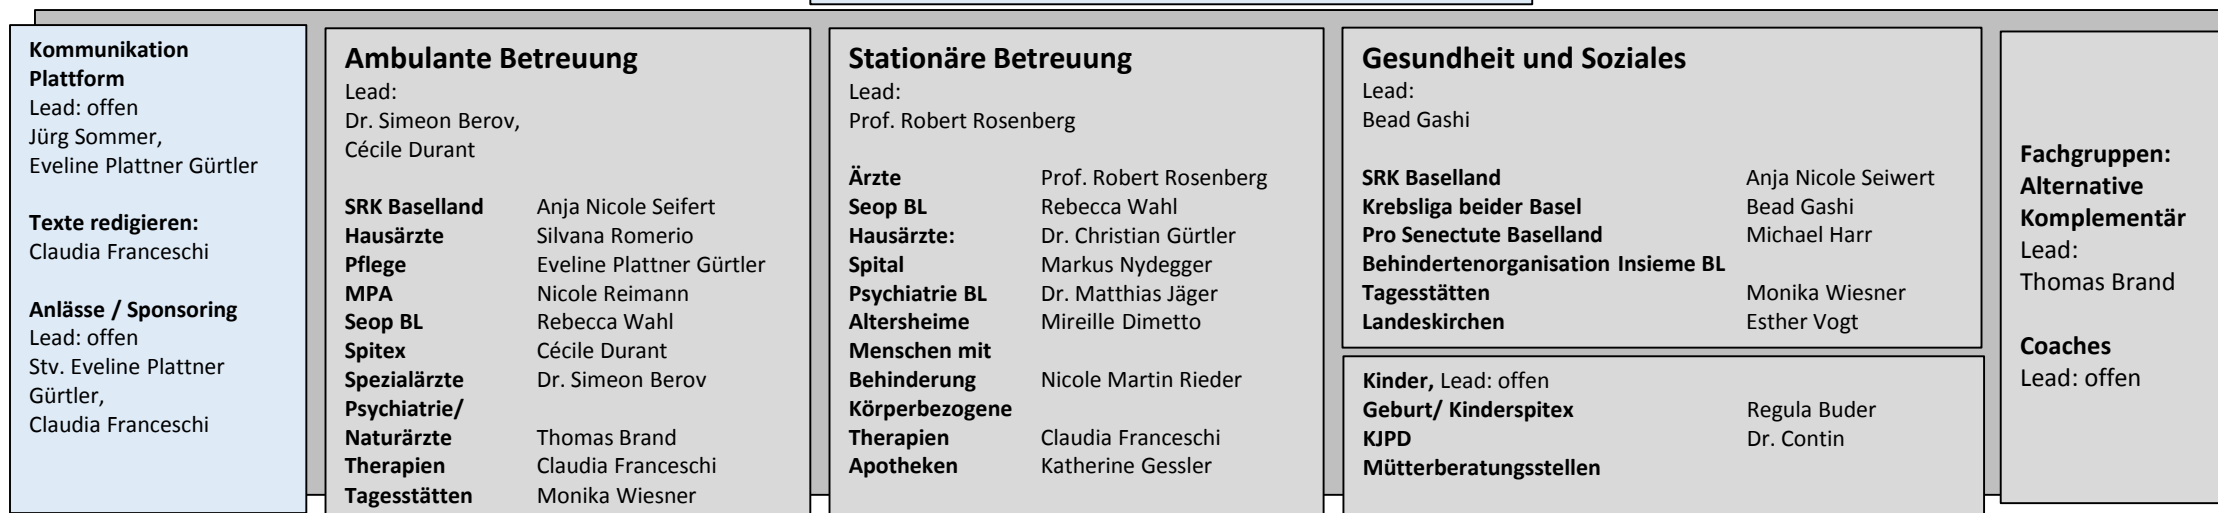 Kommunikation
Plattform
Lead: offen
Jürg Sommer,
Eveline Plattner Gürtler
Texte redigieren:
Claudia Franceschi
Anlässe / Sponsoring
Lead: offen
Stv. Eveline Plattner
Gürtler,
Claudia Franceschi
Ambulante Betreuung
Lead:
Dr. Simeon Berov,
Cécile Durant
SRK Baselland Anja Nicole Seifert
Hausärzte Silvana Romerio
Pflege Eveline Plattner Gürtler
MPA Nicole Reimann
Seop BL Rebecca Wahl
Spitex Cécile Durant
Spezialärzte Dr. Simeon Berov
Psychiatrie/
Naturärzte Thomas Brand
Therapien Claudia Franceschi
Tagesstätten Monika Wiesner
Stationäre Betreuung
Lead:
Prof. Robert Rosenberg
Ärzte Prof. Robert Rosenberg
Seop BL Rebecca Wahl
Hausärzte: Dr. Christian Gürtler
Spital Markus Nydegger
Psychiatrie BL Dr. Matthias Jäger
Altersheime Mireille Dimetto
Menschen mit
Behinderung Nicole Martin Rieder
Körperbezogene
Therapien Claudia Franceschi
Apotheken Katherine Gessler
Gesundheit und Soziales
Lead:
Bead Gashi
SRK Baselland Anja Nicole Seiwert
Krebsliga beider Basel Bead Gashi
Pro Senectute Baselland Michael Harr
Behindertenorganisation Insieme BL
Tagesstätten Monika Wiesner
Landeskirchen Esther Vogt
Kinder, Lead: offen
Geburt/ Kinderspitex Regula Buder
KJPD Dr. Contin
Mütterberatungsstellen
Fachgruppen:
Alternative
Komplementär
Lead:
Thomas Brand
Coaches
Lead: offen